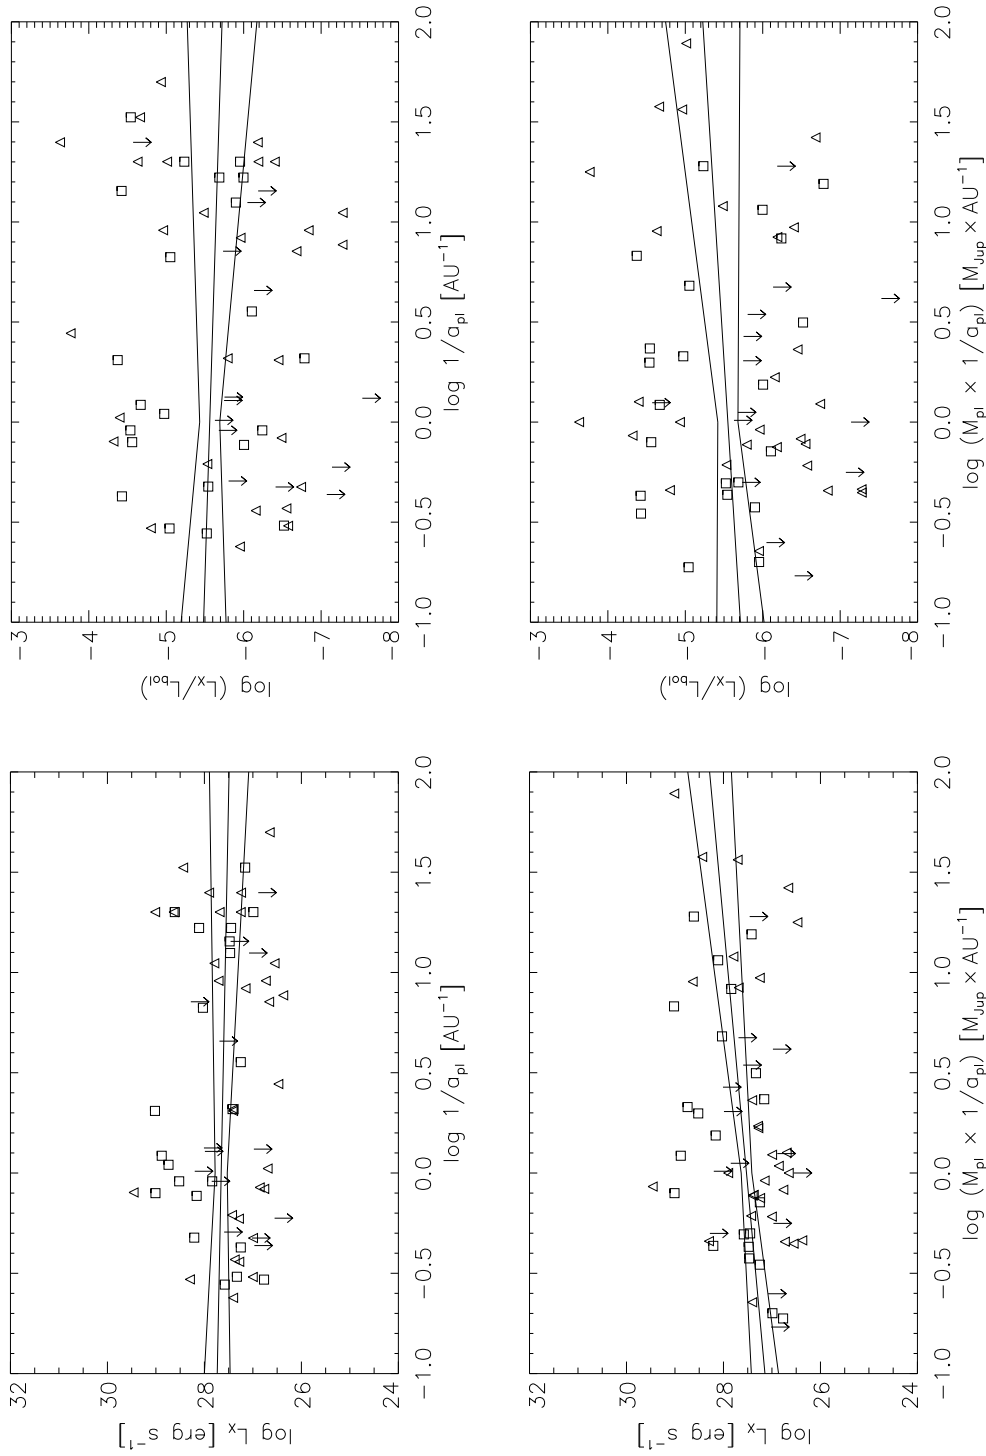 32
30
28
26
24
log Lₓ [erg s⁻¹]
−1.0 −0.5 0.0 0.5 1.0 1.5 2.0
log 1/a_pl [AU⁻¹]
−3
−4
−5
−6
−7
−8
log (Lₓ/L_bol)
−1.0 −0.5 0.0 0.5 1.0 1.5 2.0
log 1/a_pl [AU⁻¹]
32
30
28
26
24
log Lₓ [erg s⁻¹]
−1.0 −0.5 0.0 0.5 1.0 1.5 2.0
log (M_pl × 1/a_pl) [M_Jup × AU⁻¹]
−3
−4
−5
−6
−7
−8
log (Lₓ/L_bol)
−1.0 −0.5 0.0 0.5 1.0 1.5 2.0
log (M_pl × 1/a_pl) [M_Jup × AU⁻¹]